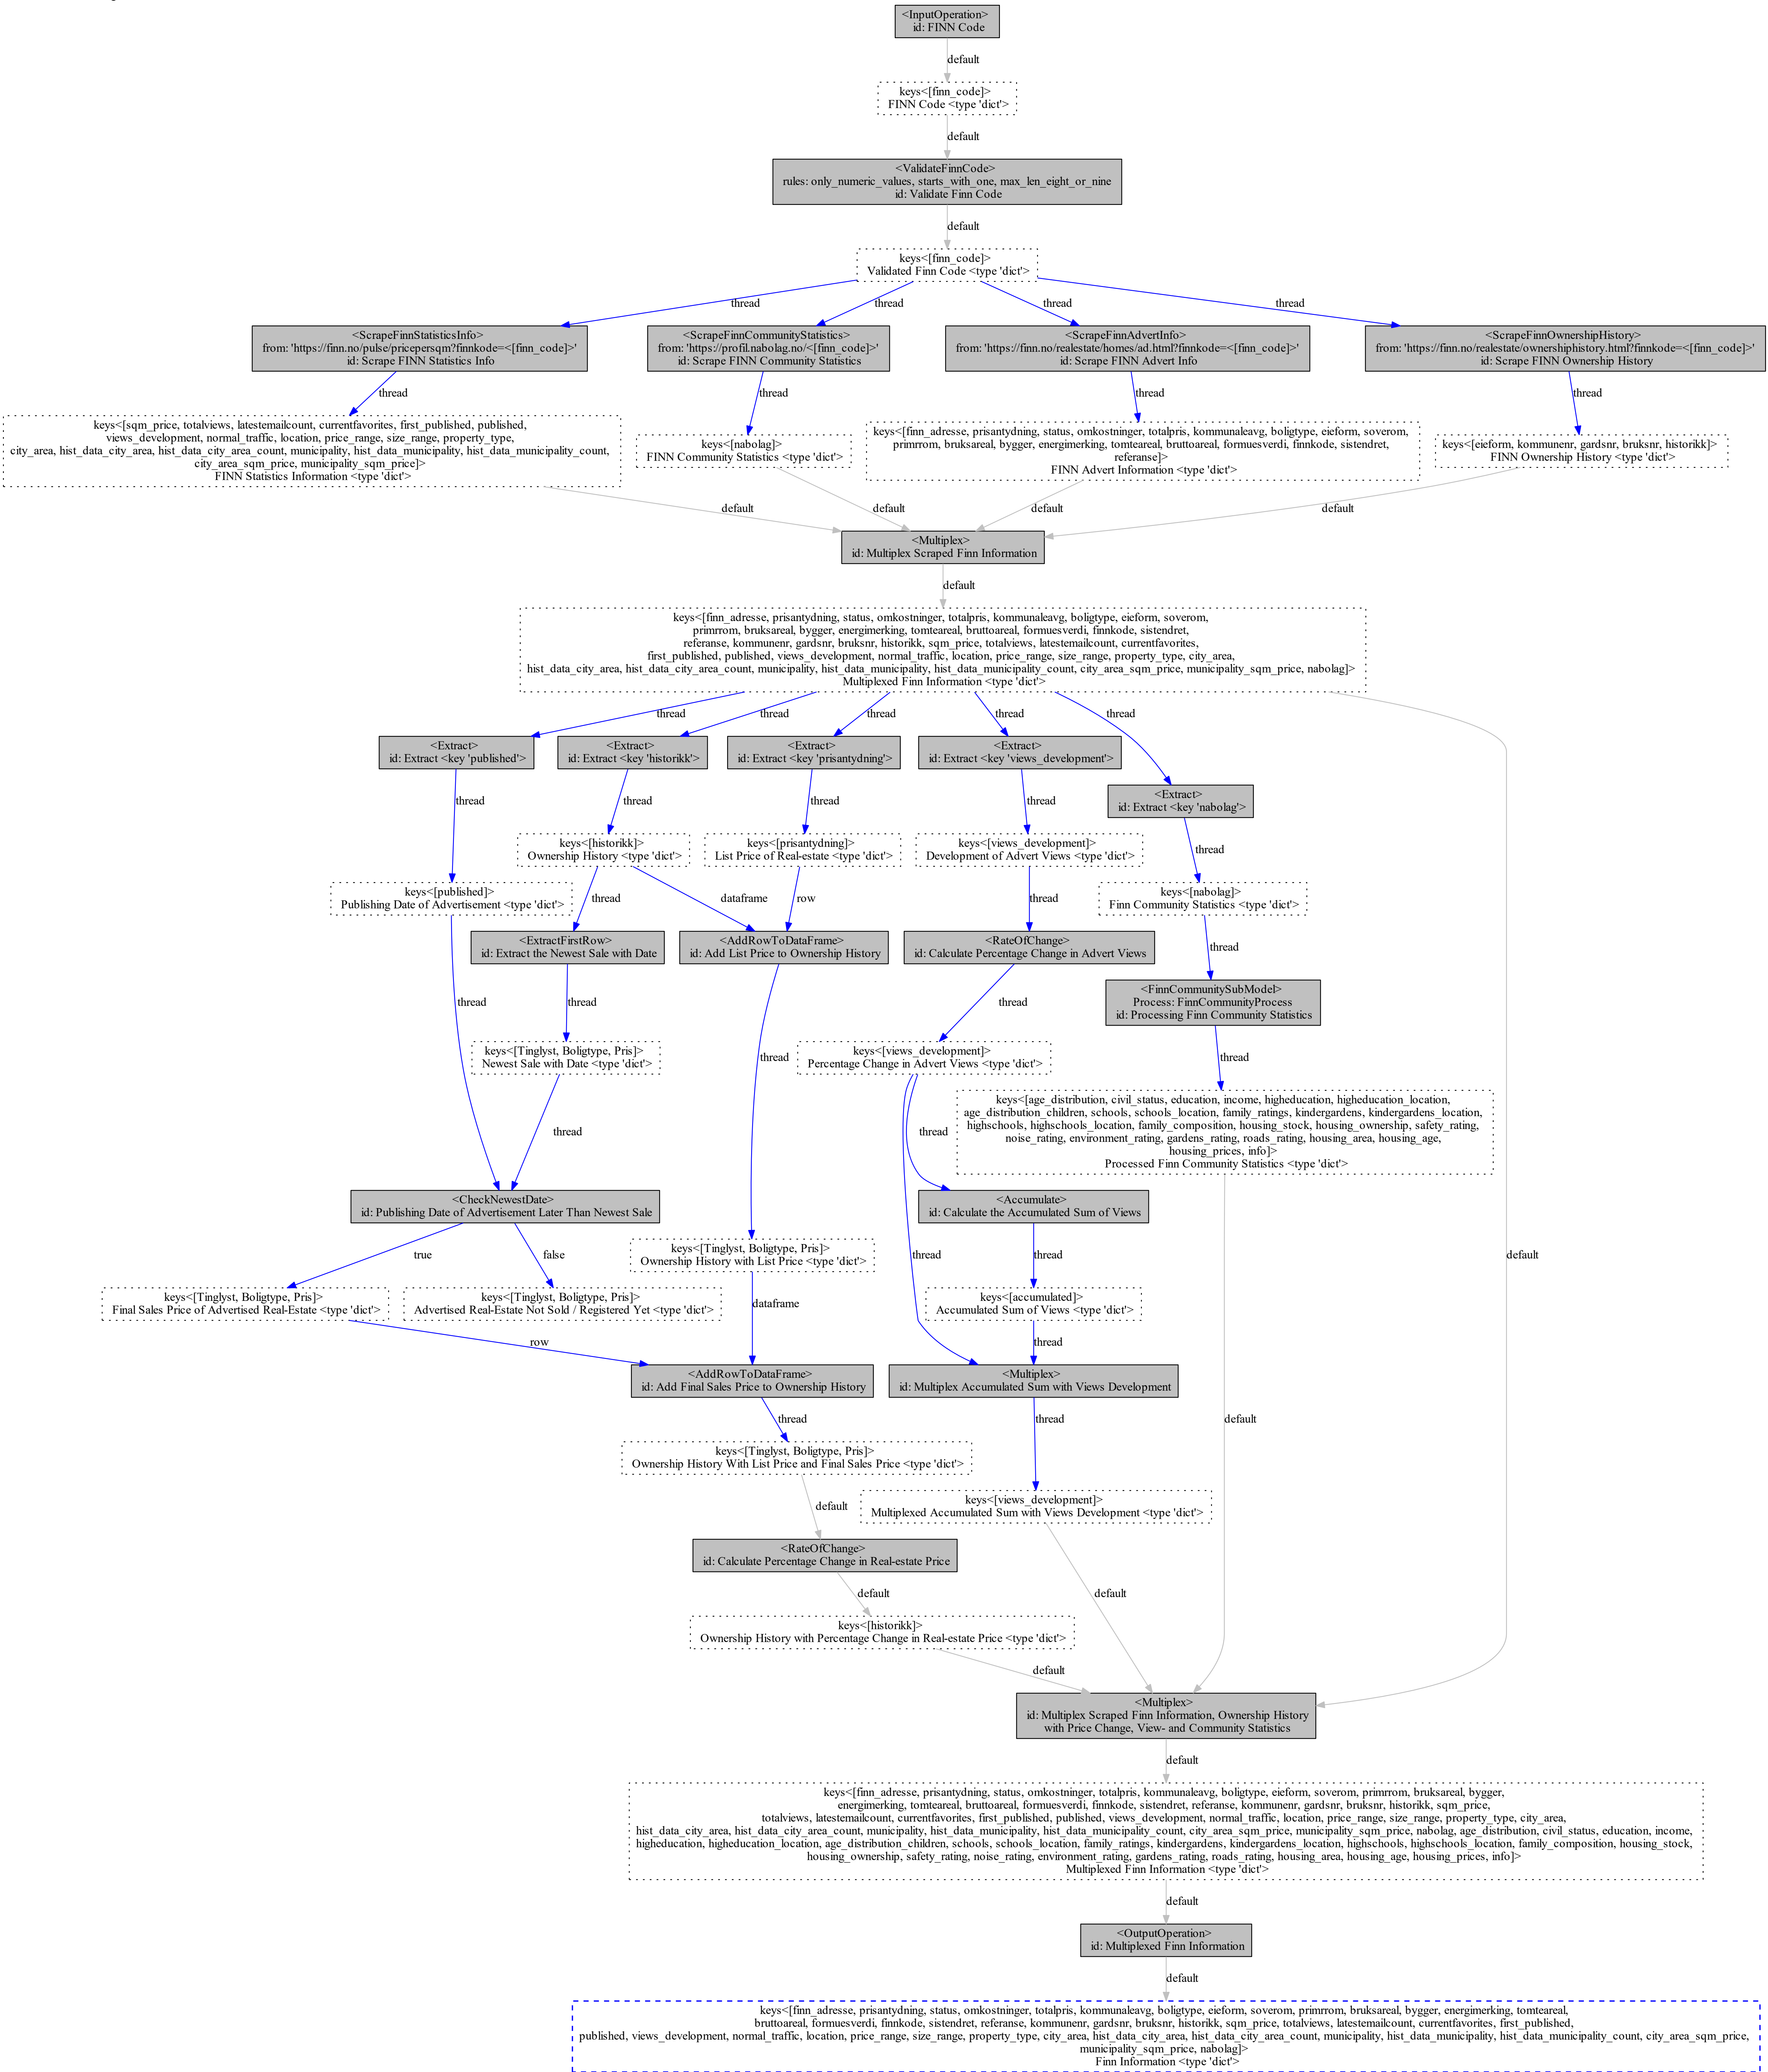 <InputOperation>
id: FINN Code
default
keys<[finn_code]>
FINN Code <type 'dict'>
default
<ValidateFinnCode>
rules: only_numeric_values, starts_with_one, max_len_eight_or_nine
id: Validate Finn Code
default
keys<[finn_code]>
Validated Finn Code <type 'dict'>
thread
thread
thread
thread
<ScrapeFinnStatisticsInfo>
from: 'https://finn.no/pulse/pricepersqm?finnkode=<[finn_code]>'
id: Scrape FINN Statistics Info
<ScrapeFinnCommunityStatistics>
from: 'https://profil.nabolag.no/<[finn_code]>'
id: Scrape FINN Community Statistics
<ScrapeFinnAdvertInfo>
from: 'https://finn.no/realestate/homes/ad.html?finnkode=<[finn_code]>'
id: Scrape FINN Advert Info
<ScrapeFinnOwnershipHistory>
from: 'https://finn.no/realestate/ownershiphistory.html?finnkode=<[finn_code]>'
id: Scrape FINN Ownership History
thread
thread
thread
thread
keys<[sqm_price, totalviews, latestemailcount, currentfavorites, first_published, published,
views_development, normal_traffic, location, price_range, size_range, property_type,
city_area, hist_data_city_area, hist_data_city_area_count, municipality, hist_data_municipality, hist_data_municipality_count,
city_area_sqm_price, municipality_sqm_price]>
FINN Statistics Information <type 'dict'>
keys<[nabolag]>
FINN Community Statistics <type 'dict'>
keys<[finn_adresse, prisantydning, status, omkostninger, totalpris, kommunaleavg, boligtype, eieform, soverom,
primrrom, bruksareal, bygger, energimerking, tomteareal, bruttoareal, formuesverdi, finnkode, sistendret,
referanse]>
FINN Advert Information <type 'dict'>
keys<[eieform, kommunenr, gardsnr, bruksnr, historikk]>
FINN Ownership History <type 'dict'>
default
default
default
default
<Multiplex>
id: Multiplex Scraped Finn Information
default
keys<[finn_adresse, prisantydning, status, omkostninger, totalpris, kommunaleavg, boligtype, eieform, soverom,
primrrom, bruksareal, bygger, energimerking, tomteareal, bruttoareal, formuesverdi, finnkode, sistendret,
referanse, kommunenr, gardsnr, bruksnr, historikk, sqm_price, totalviews, latestemailcount, currentfavorites,
first_published, published, views_development, normal_traffic, location, price_range, size_range, property_type, city_area,
hist_data_city_area, hist_data_city_area_count, municipality, hist_data_municipality, hist_data_municipality_count, city_area_sqm_price, municipality_sqm_price, nabolag]>
Multiplexed Finn Information <type 'dict'>
thread
thread
thread
thread
thread
<Extract>
id: Extract <key 'published'>
<Extract>
id: Extract <key 'historikk'>
<Extract>
id: Extract <key 'prisantydning'>
<Extract>
id: Extract <key 'views_development'>
<Extract>
id: Extract <key 'nabolag'>
thread
thread
thread
thread
thread
keys<[historikk]>
Ownership History <type 'dict'>
keys<[prisantydning]>
List Price of Real-estate <type 'dict'>
keys<[views_development]>
Development of Advert Views <type 'dict'>
keys<[published]>
Publishing Date of Advertisement <type 'dict'>
keys<[nabolag]>
Finn Community Statistics <type 'dict'>
thread
dataframe
row
thread
thread
<ExtractFirstRow>
id: Extract the Newest Sale with Date
<AddRowToDataFrame>
id: Add List Price to Ownership History
<RateOfChange>
id: Calculate Percentage Change in Advert Views
<FinnCommunitySubModel>
Process: FinnCommunityProcess
id: Processing Finn Community Statistics
thread
thread
thread
thread
thread
keys<[Tinglyst, Boligtype, Pris]>
Newest Sale with Date <type 'dict'>
keys<[views_development]>
Percentage Change in Advert Views <type 'dict'>
keys<[age_distribution, civil_status, education, income, higheducation, higheducation_location,
age_distribution_children, schools, schools_location, family_ratings, kindergardens, kindergardens_location,
highschools, highschools_location, family_composition, housing_stock, housing_ownership, safety_rating,
noise_rating, environment_rating, gardens_rating, roads_rating, housing_area, housing_age,
housing_prices, info]>
Processed Finn Community Statistics <type 'dict'>
thread
thread
<CheckNewestDate>
id: Publishing Date of Advertisement Later Than Newest Sale
<Accumulate>
id: Calculate the Accumulated Sum of Views
true
false
keys<[Tinglyst, Boligtype, Pris]>
Ownership History with List Price <type 'dict'>
thread
thread
default
keys<[Tinglyst, Boligtype, Pris]>
Final Sales Price of Advertised Real-Estate <type 'dict'>
keys<[Tinglyst, Boligtype, Pris]>
Advertised Real-Estate Not Sold / Registered Yet <type 'dict'>
dataframe
keys<[accumulated]>
Accumulated Sum of Views <type 'dict'>
row
thread
<AddRowToDataFrame>
id: Add Final Sales Price to Ownership History
<Multiplex>
id: Multiplex Accumulated Sum with Views Development
thread
thread
default
keys<[Tinglyst, Boligtype, Pris]>
Ownership History With List Price and Final Sales Price <type 'dict'>
default
keys<[views_development]>
Multiplexed Accumulated Sum with Views Development <type 'dict'>
<RateOfChange>
id: Calculate Percentage Change in Real-estate Price
default
default
keys<[historikk]>
Ownership History with Percentage Change in Real-estate Price <type 'dict'>
default
<Multiplex>
id: Multiplex Scraped Finn Information, Ownership History
with Price Change, View- and Community Statistics
default
keys<[finn_adresse, prisantydning, status, omkostninger, totalpris, kommunaleavg, boligtype, eieform, soverom, primrrom, bruksareal, bygger,
energimerking, tomteareal, bruttoareal, formuesverdi, finnkode, sistendret, referanse, kommunenr, gardsnr, bruksnr, historikk, sqm_price,
totalviews, latestemailcount, currentfavorites, first_published, published, views_development, normal_traffic, location, price_range, size_range, property_type, city_area,
hist_data_city_area, hist_data_city_area_count, municipality, hist_data_municipality, hist_data_municipality_count, city_area_sqm_price, municipality_sqm_price, nabolag, age_distribution, civil_status, education, income,
higheducation, higheducation_location, age_distribution_children, schools, schools_location, family_ratings, kindergardens, kindergardens_location, highschools, highschools_location, family_composition, housing_stock,
housing_ownership, safety_rating, noise_rating, environment_rating, gardens_rating, roads_rating, housing_area, housing_age, housing_prices, info]>
Multiplexed Finn Information <type 'dict'>
default
<OutputOperation>
id: Multiplexed Finn Information
default
keys<[finn_adresse, prisantydning, status, omkostninger, totalpris, kommunaleavg, boligtype, eieform, soverom, primrrom, bruksareal, bygger, energimerking, tomteareal,
bruttoareal, formuesverdi, finnkode, sistendret, referanse, kommunenr, gardsnr, bruksnr, historikk, sqm_price, totalviews, latestemailcount, currentfavorites, first_published,
published, views_development, normal_traffic, location, price_range, size_range, property_type, city_area, hist_data_city_area, hist_data_city_area_count, municipality, hist_data_municipality, hist_data_municipality_count, city_area_sqm_price,
municipality_sqm_price, nabolag]>
Finn Information <type 'dict'>